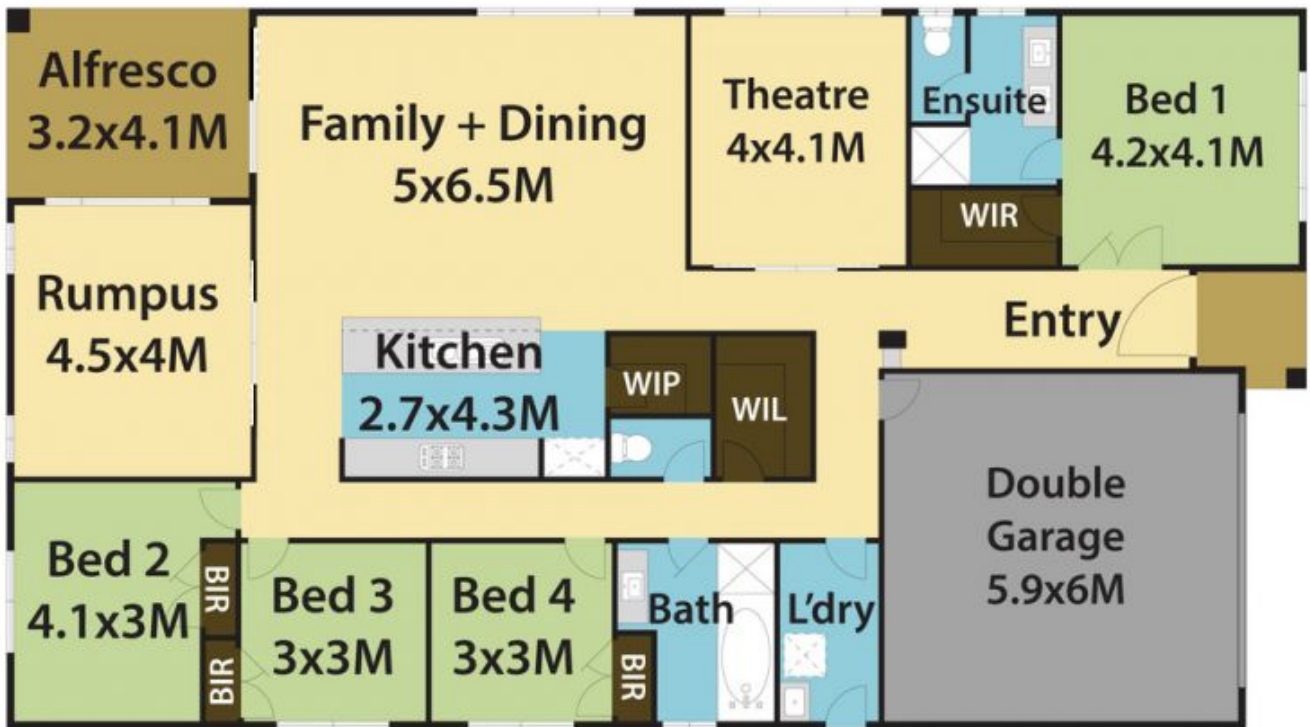 Alfresco
3.2x4.1M
Family + Dining
5x6.5M
Theatre
4x4.1M
Ensuite
Bed 1
4.2x4.1M
WIR
Rumpus
4.5x4M
Kitchen
2.7x4.3M
WIP
WIL
Entry
Double
Garage
5.9x6M
Bed 2
4.1x3M
BIR
BIR
Bed 3
3x3M
Bed 4
3x3M
BIR
Bath
L'dry